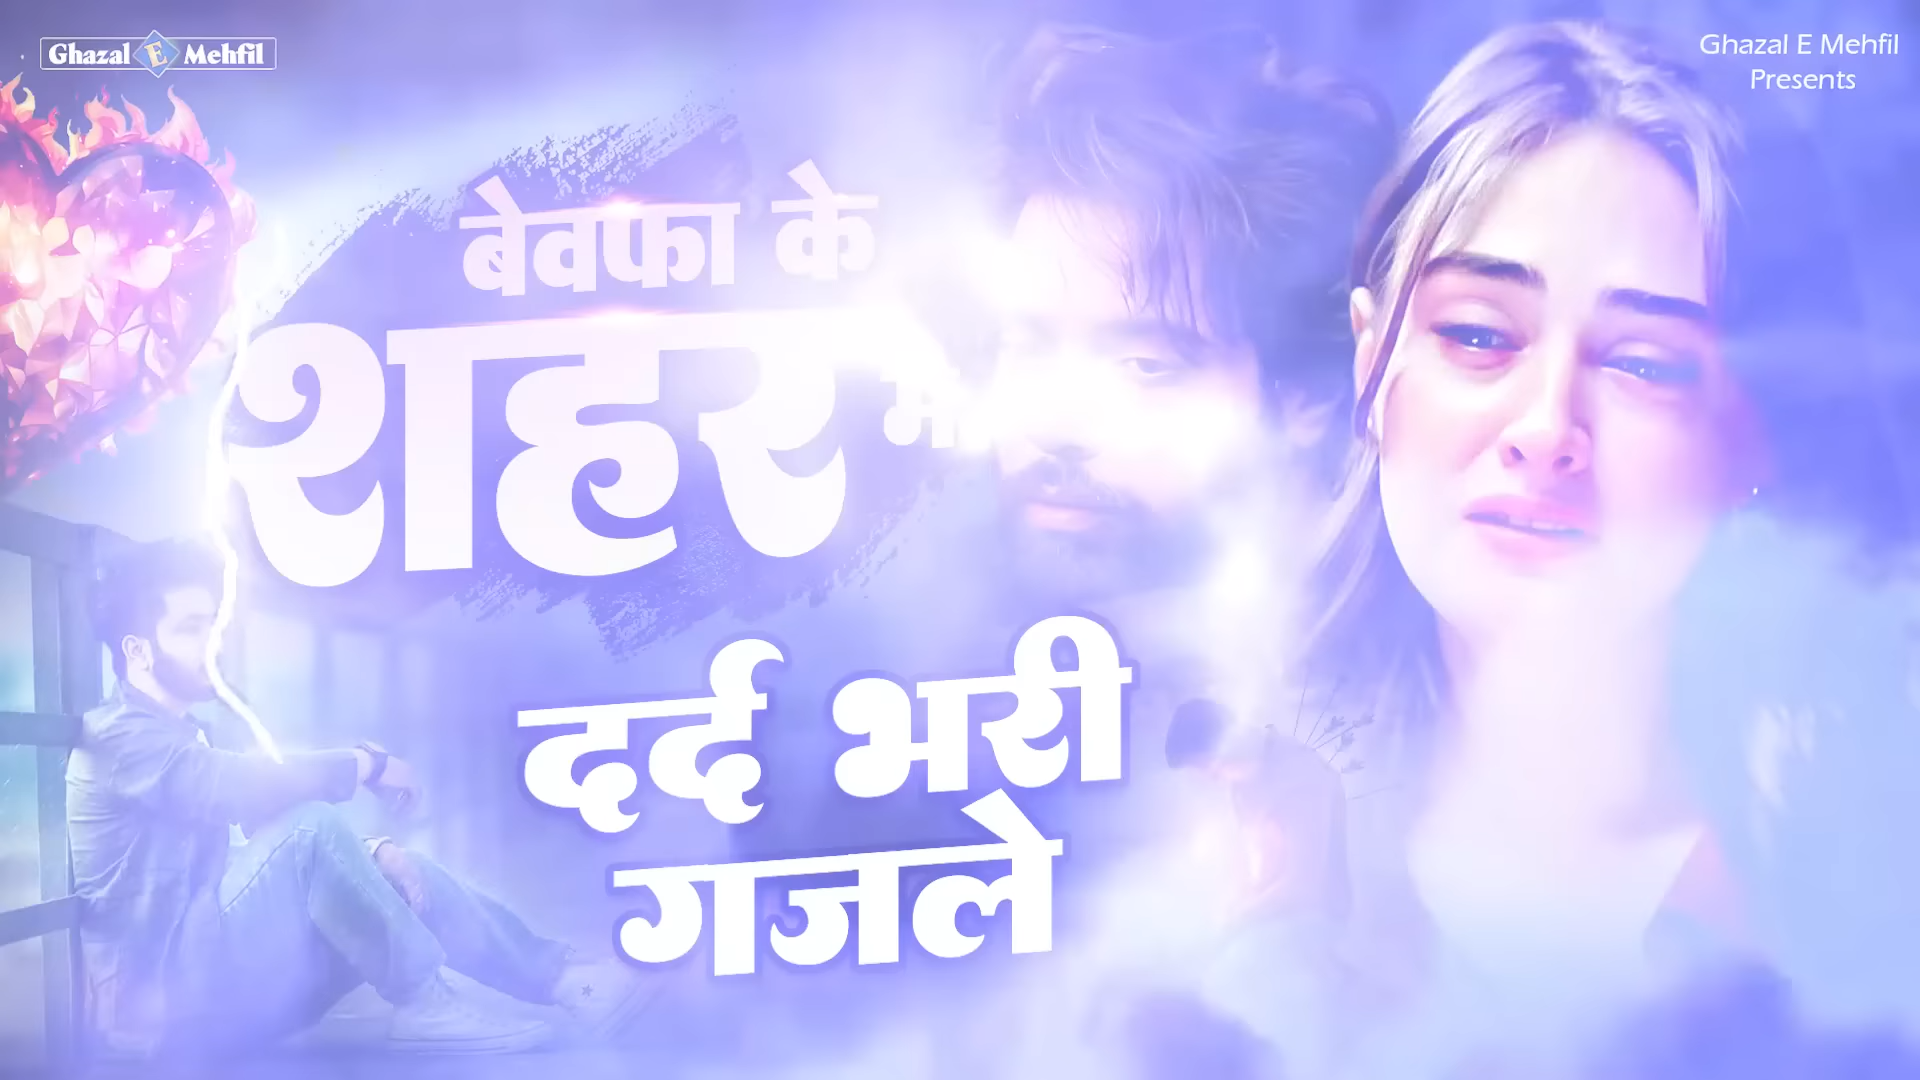 Ghazal E Mehfil
Ghazal E Mehfil
Presents
बेवफा के
शहर
दर्द भरी
गजले